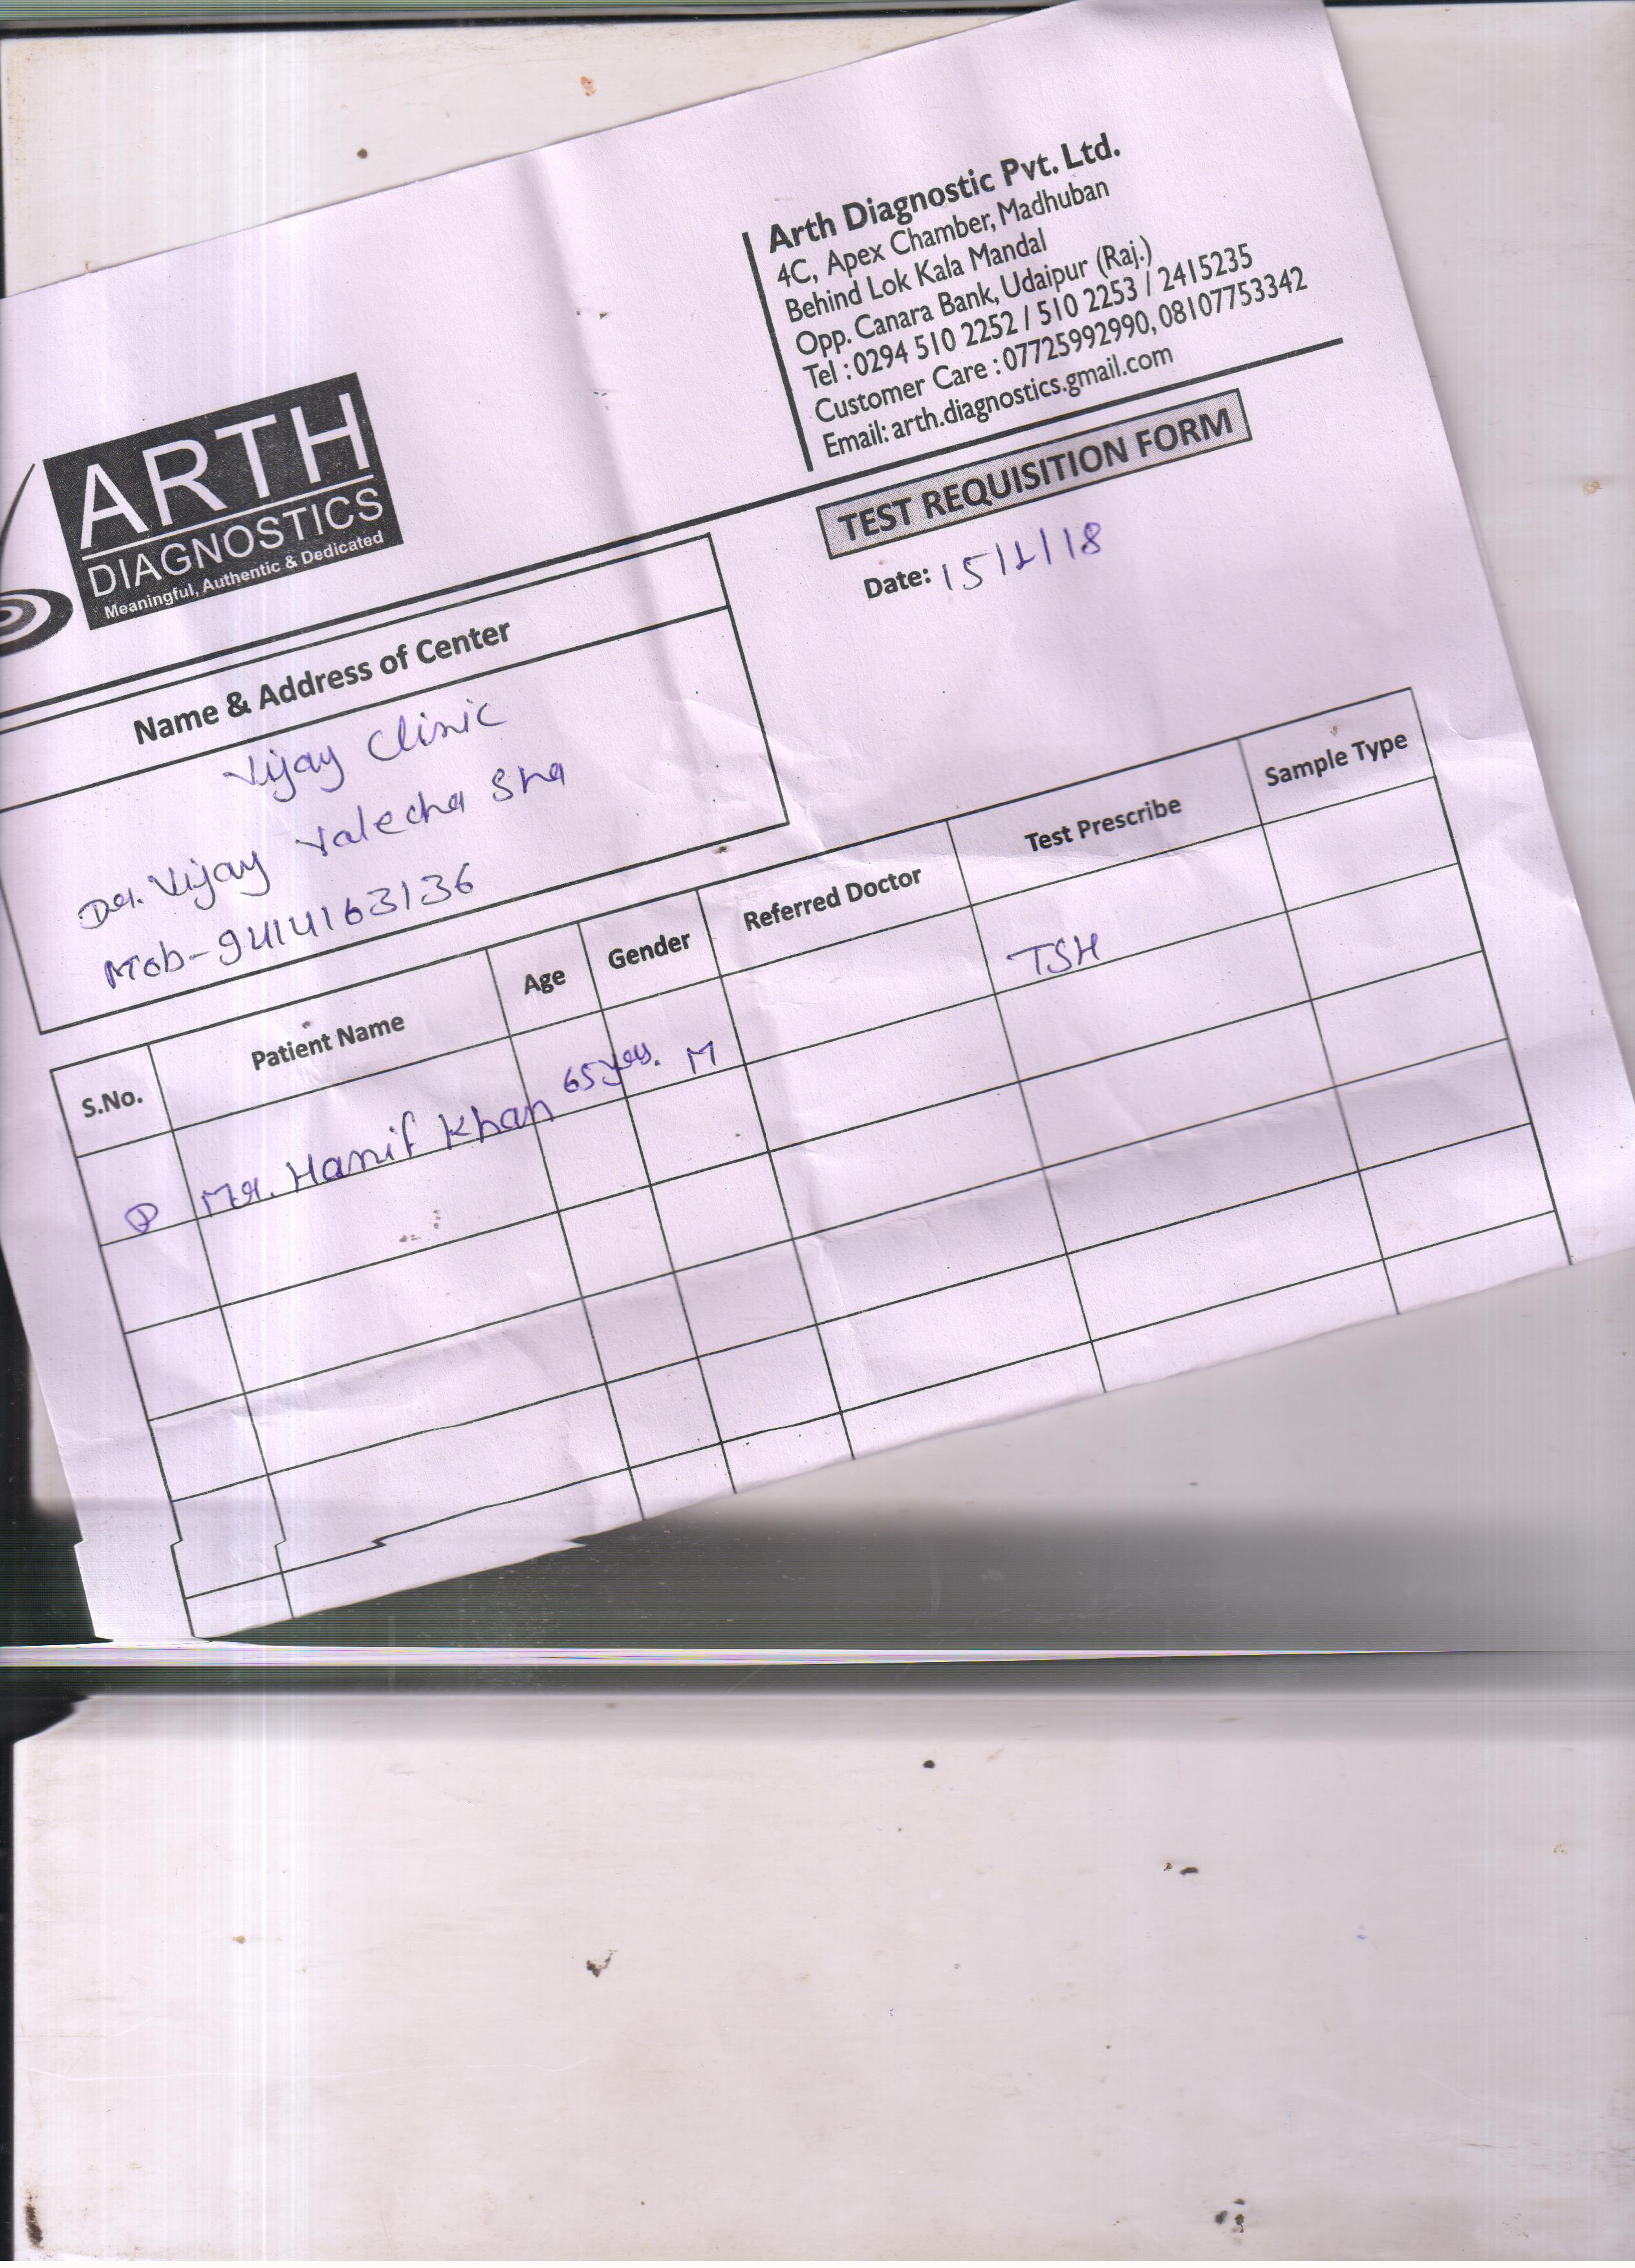 ARTH
DIAGNOSTICS
Meaningful, Authentic & Dedicated
Arth Diagnostic Pvt. Ltd.
4C, Apex Chamber, Madhuban
Behind Lok Kala Mandal
Opp. Canara Bank, Udaipur (Raj.)
Tel : 0294 510 2252 / 510 2253 / 2415235
Customer Care : 07725992990, 08107753342
Email: arth.diagnostics.gmail.com
TEST REQUISITION FORM
Date: 15/2/18
Name & Address of Center
Vijay Clinic
Dr. Vijay Valecha
Mob-9414163136
S.No. Patient Name Age Gender Referred Doctor Test Prescribe Sample Type
Mr. Hanif Khan 65 yrs. M TSH